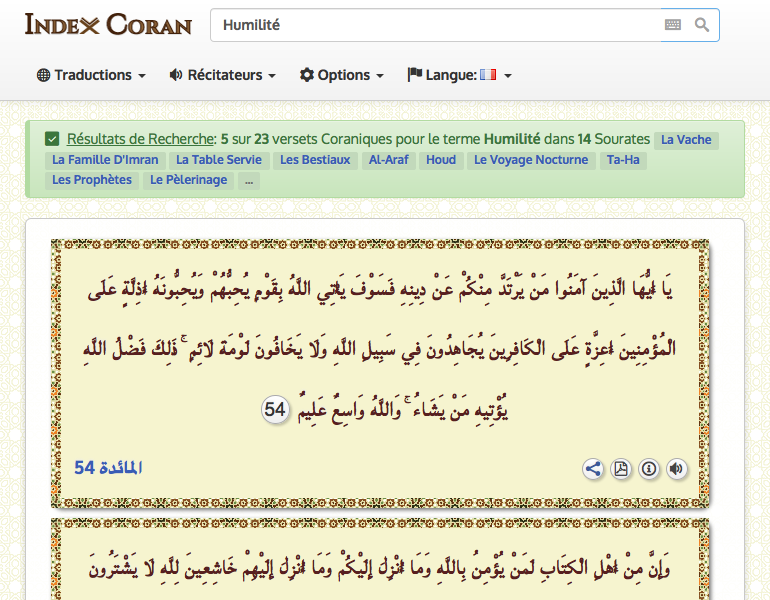 INDEX CORAN
Humilité
Traductions
Récitateurs
Options
Langue:
Résultats de Recherche: 5 sur 23 versets Coraniques pour le terme Humilité dans 14 Sourates La Vache
La Famille D'Imran La Table Servie Les Bestiaux Al-Araf Houd Le Voyage Nocturne Ta-Ha
Les Prophètes Le Pèlerinage ...
يَا أَيُّهَا الَّذِينَ آمَنُوا مَنْ يَرْتَدَّ مِنْكُمْ عَنْ دِينِهِ فَسَوْفَ يَأْتِي اللَّهُ بِقَوْمٍ يُحِبُّهُمْ وَيُحِبُّونَهُ أَذِلَّةٍ عَلَى
الْمُؤْمِنِينَ أَعِزَّةٍ عَلَى الْكَافِرِينَ يُجَاهِدُونَ فِي سَبِيلِ اللَّهِ وَلَا يَخَافُونَ لَوْمَةَ لَائِمٍ ۚ ذَلِكَ فَضْلُ اللَّهِ
يُؤْتِيهِ مَنْ يَشَاءُ ۚ وَاللَّهُ وَاسِعٌ عَلِيمٌ 54
المائدة 54
وَإِنَّ مِنْ أَهْلِ الْكِتَابِ لَمَنْ يُؤْمِنُ بِاللَّهِ وَمَا أُنْزِلَ إِلَيْكُمْ وَمَا أُنْزِلَ إِلَيْهِمْ خَاشِعِينَ لِلَّهِ لَا يَشْتَرُونَ